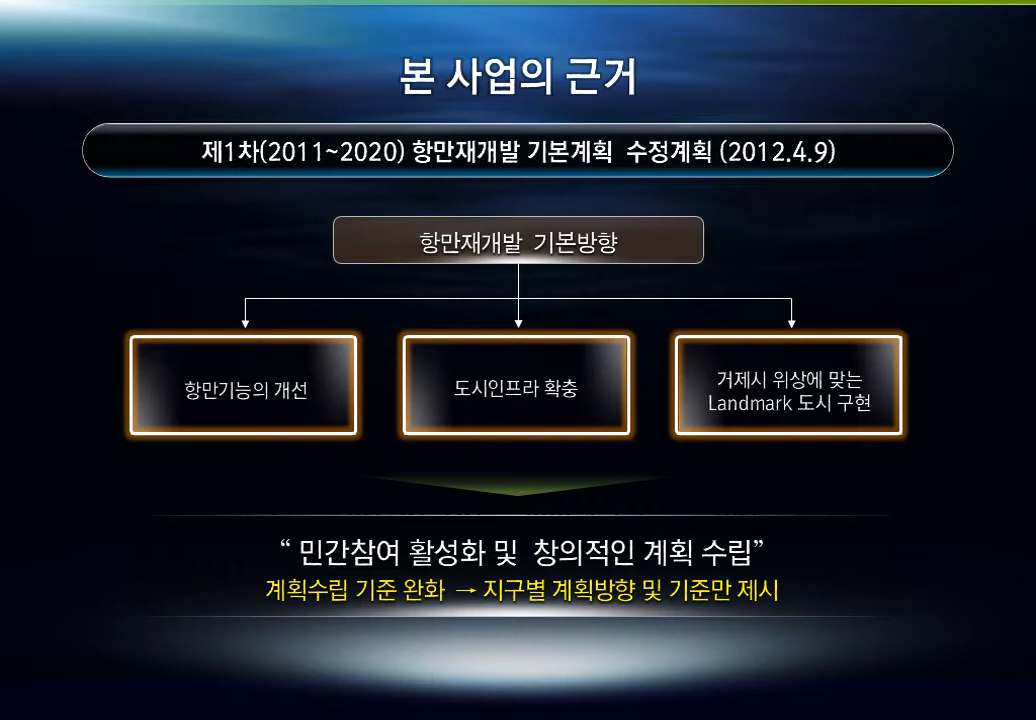 본 사업의 근거
제1차(2011~2020) 항만재개발 기본계획 수정계획 (2012.4.9)
항만재개발 기본방향
항만기능의 개선
도시인프라 확충
거제시 위상에 맞는
Landmark 도시 구현
“ 민간참여 활성화 및 창의적인 계획 수립”
계획수립 기준 완화 → 지구별 계획방향 및 기준만 제시